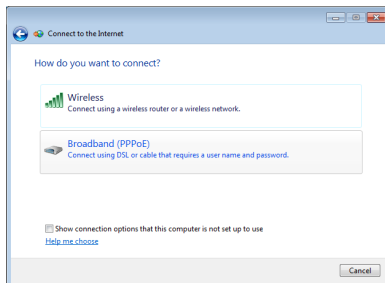 Connect to the Internet
How do you want to connect?
Wireless
Connect using a wireless router or a wireless network.
Broadband (PPPoE)
Connect using DSL or cable that requires a user name and password.
Show connection options that this computer is not set up to use
Help me choose
Cancel